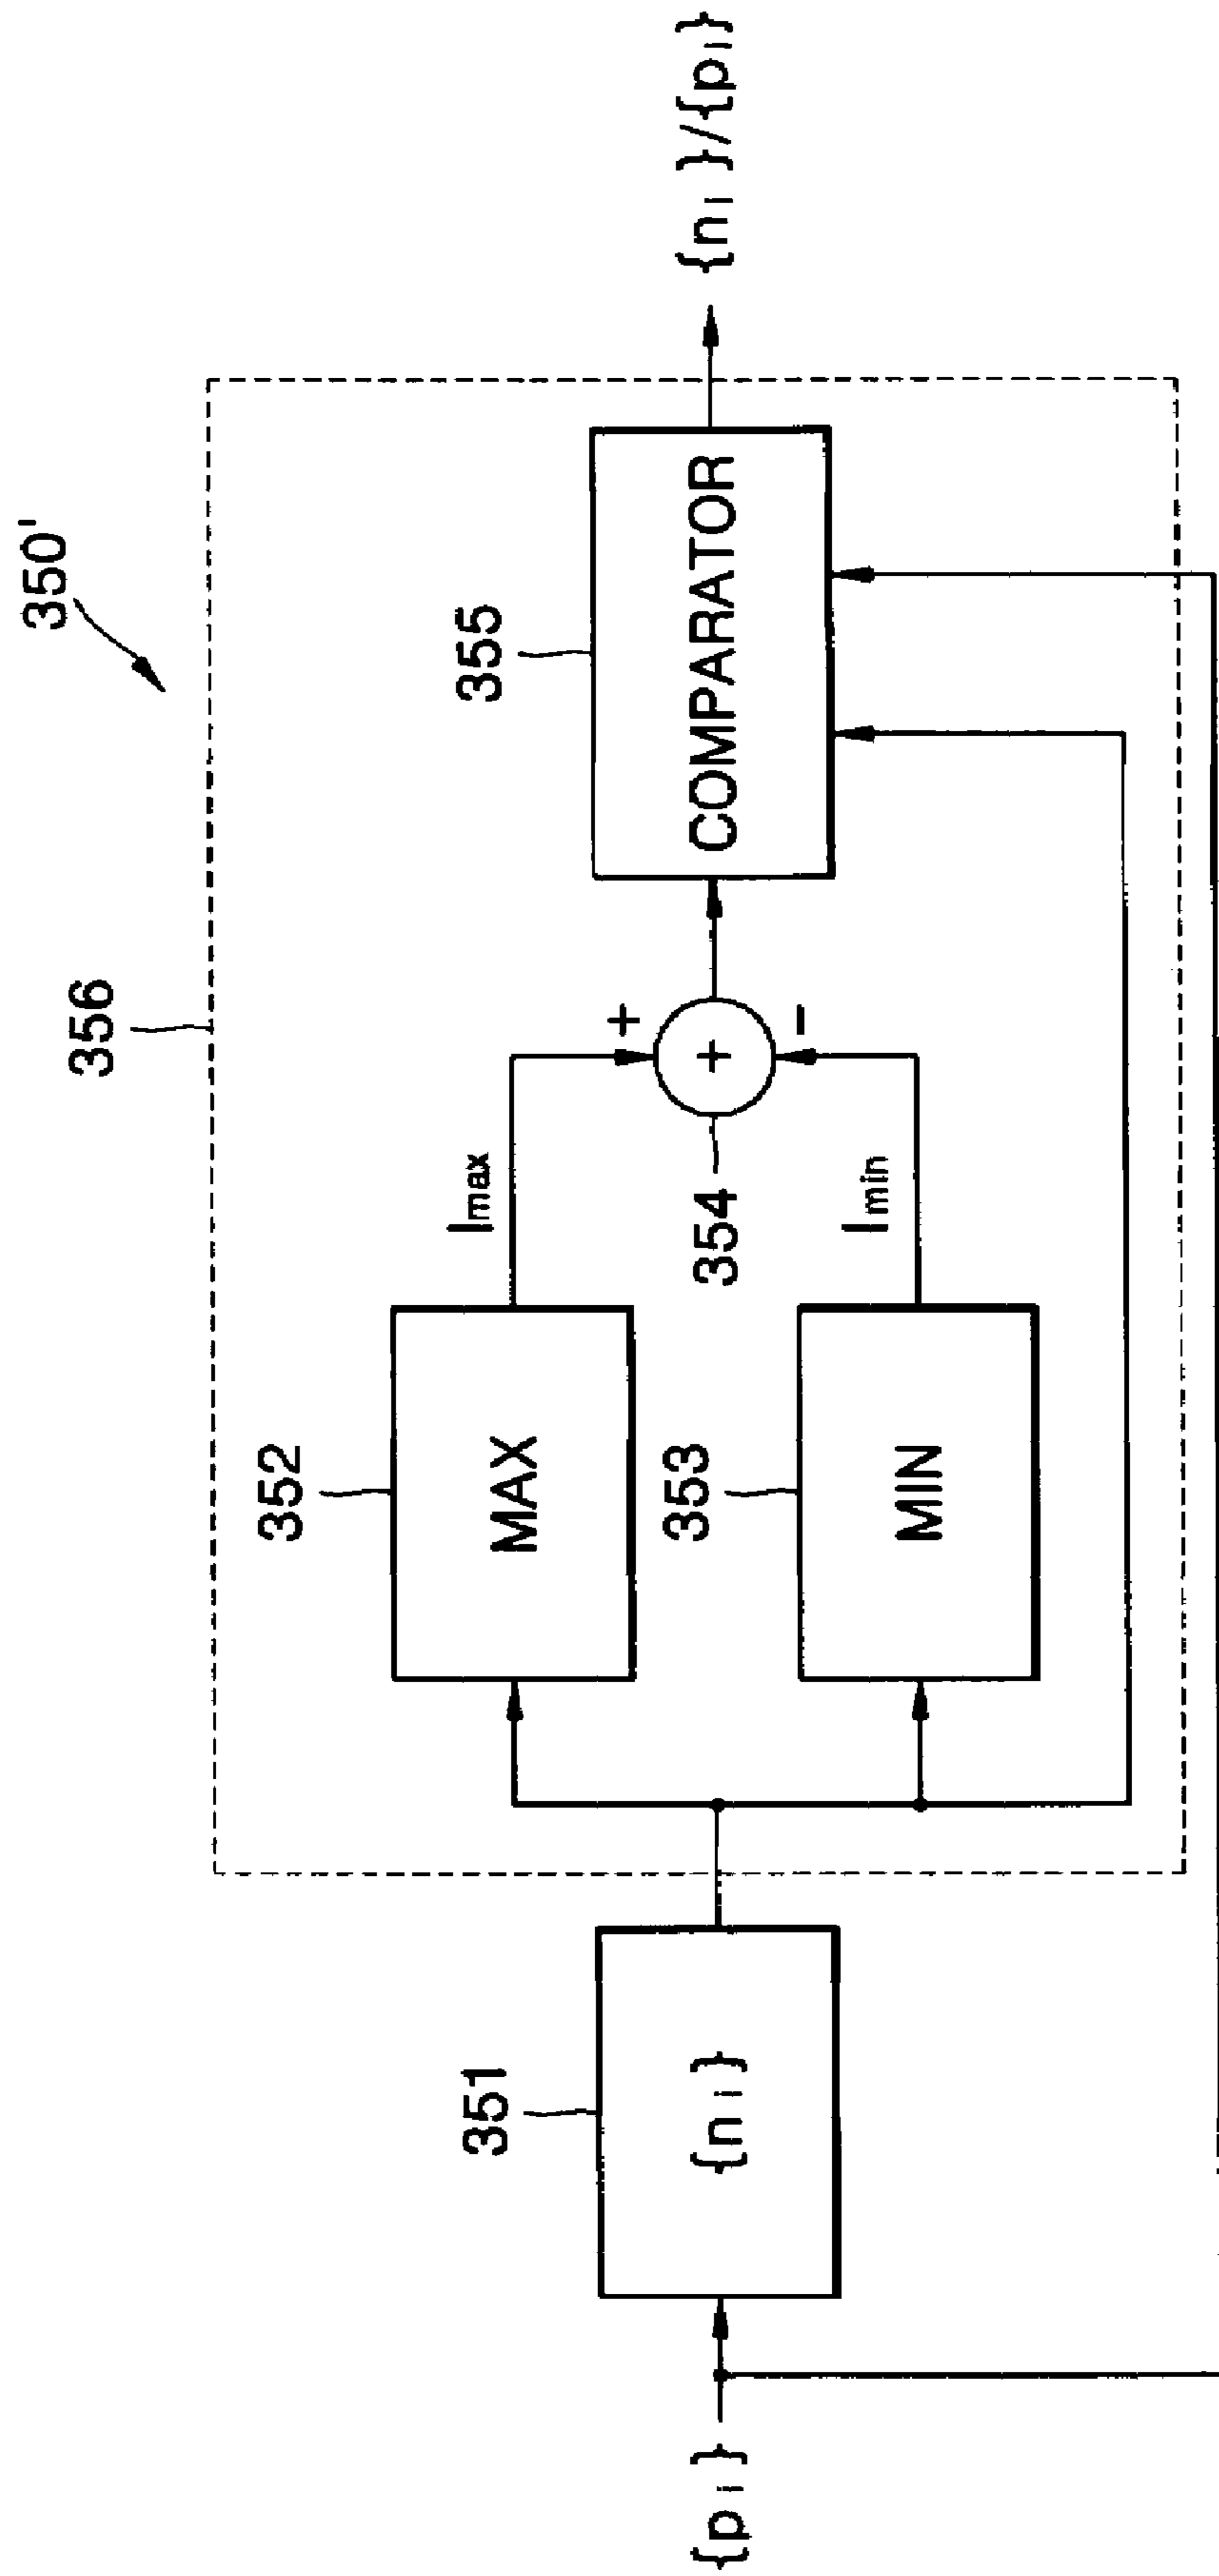 350'
356
352
MAX
Imax
+
355
COMPARATOR
{ni}/{pi}
{pi}
351
{ni}
354
+
353
MIN
Imin
-